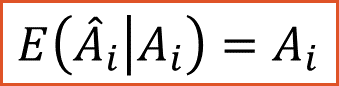 E(Âᵢ|Aᵢ) = Aᵢ